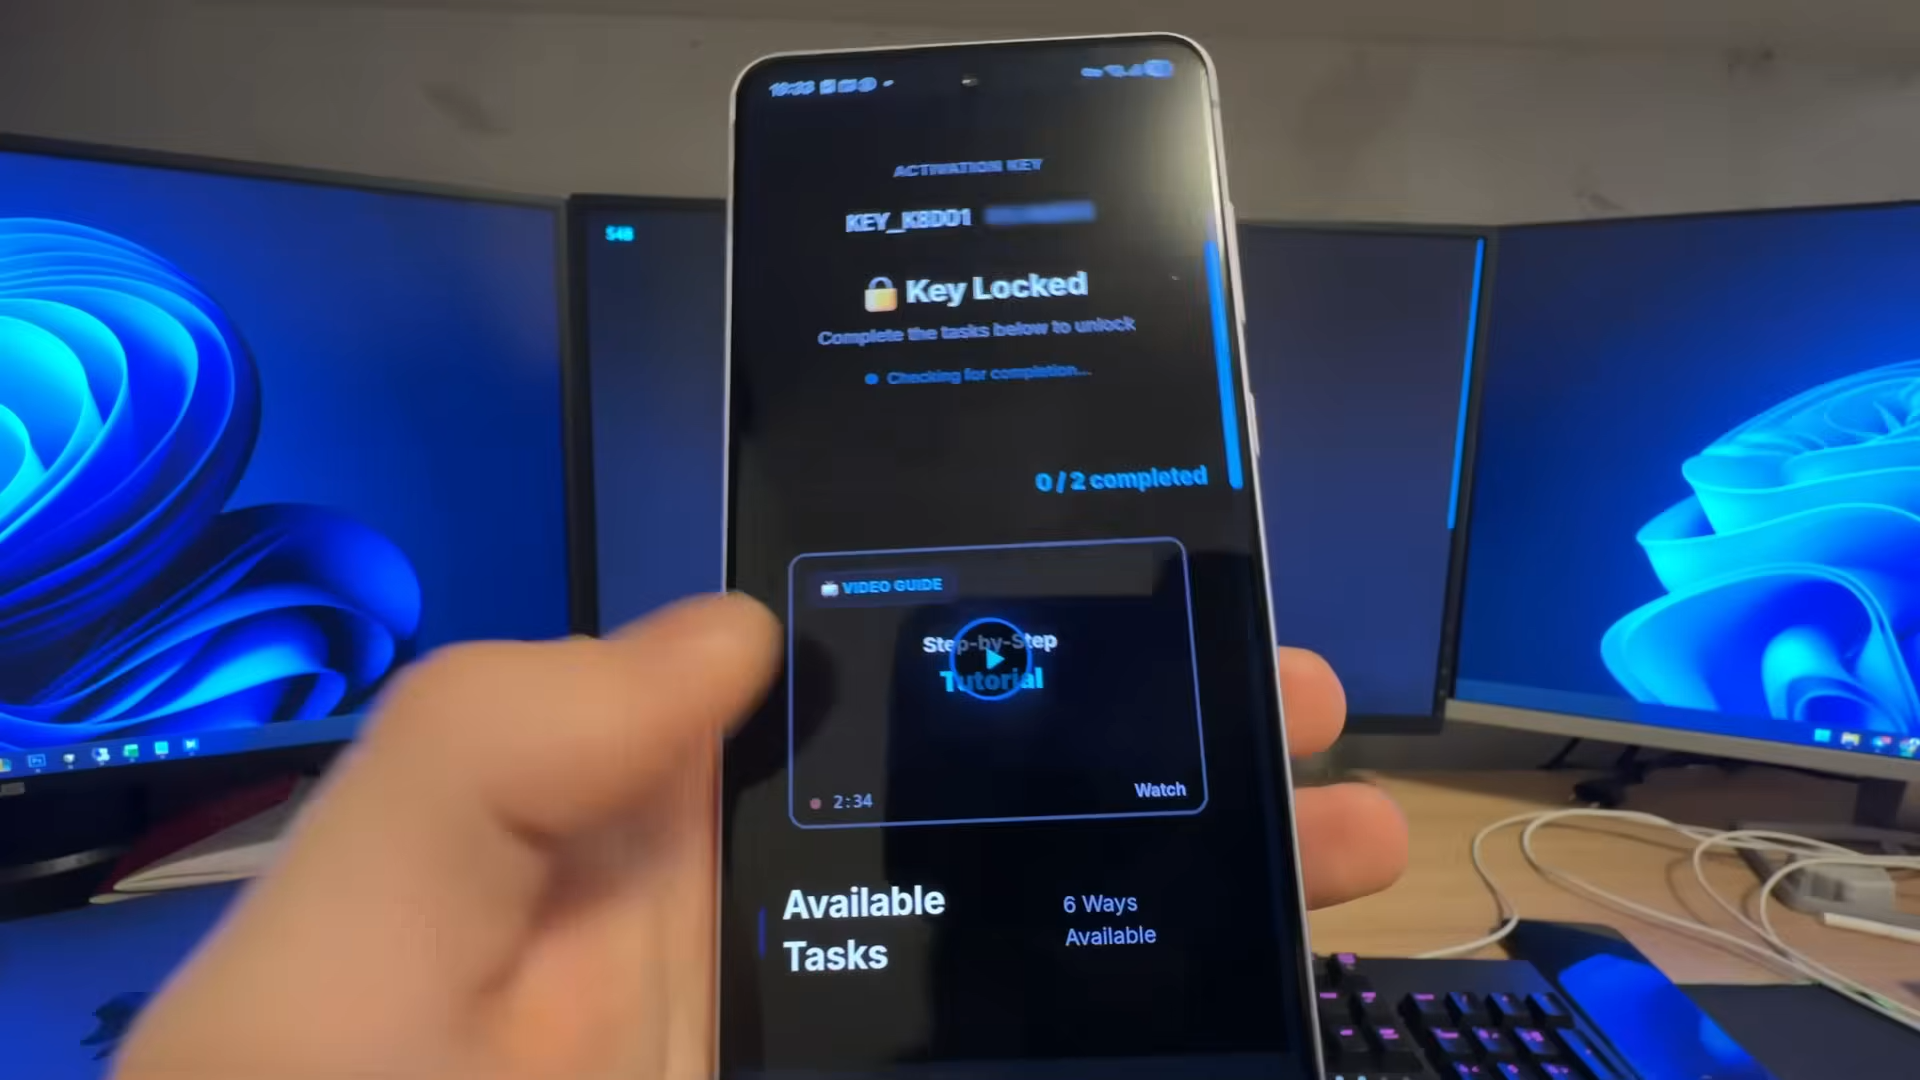 ACTIVATION KEY
KEY_K8D01
Key Locked
Complete the tasks below to unlock
Checking for completion...
0 / 2 completed
VIDEO GUIDE
Step-by-Step
Tutorial
2:34
Watch
Available
Tasks
6 Ways
Available